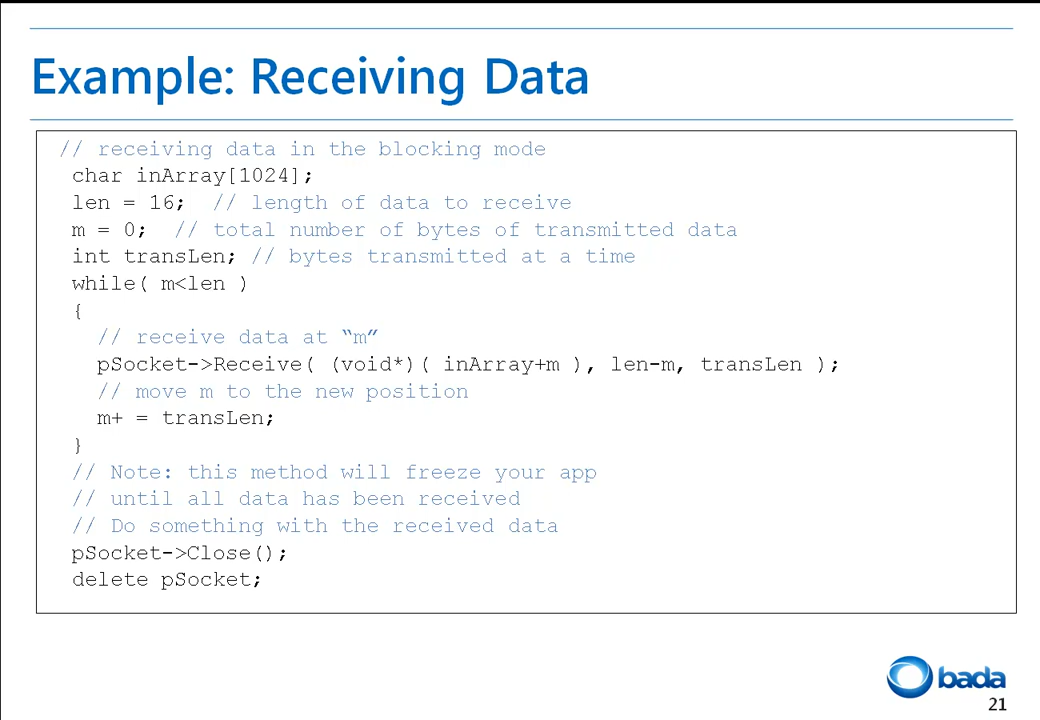 Example: Receiving Data
// receiving data in the blocking mode
char inArray[1024];
len = 16;  // length of data to receive
m = 0;  // total number of bytes of transmitted data
int transLen; // bytes transmitted at a time
while( m<len )
{
// receive data at “m”
pSocket->Receive( (void*)( inArray+m ), len-m, transLen );
// move m to the new position
m+ = transLen;
}
// Note: this method will freeze your app
// until all data has been received
// Do something with the received data
pSocket->Close();
delete pSocket;
bada
21